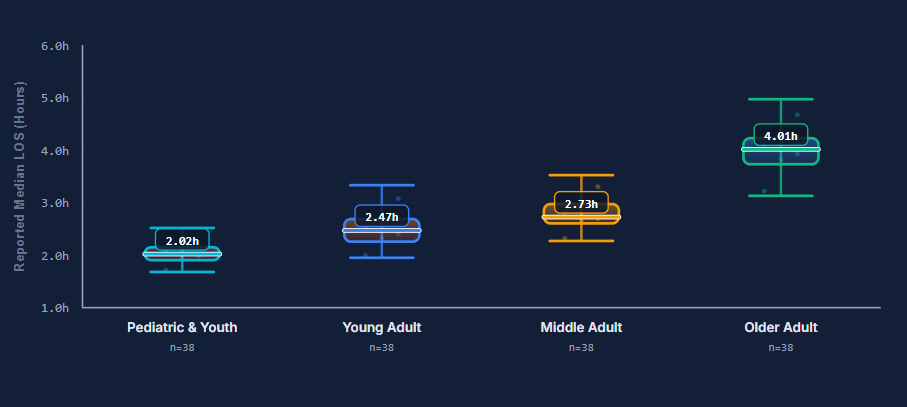 Reported Median LOS (Hours)
6.0h
5.0h
4.0h
3.0h
2.0h
1.0h
2.02h
2.47h
2.73h
4.01h
Pediatric & Youth
n=38
Young Adult
n=38
Middle Adult
n=38
Older Adult
n=38